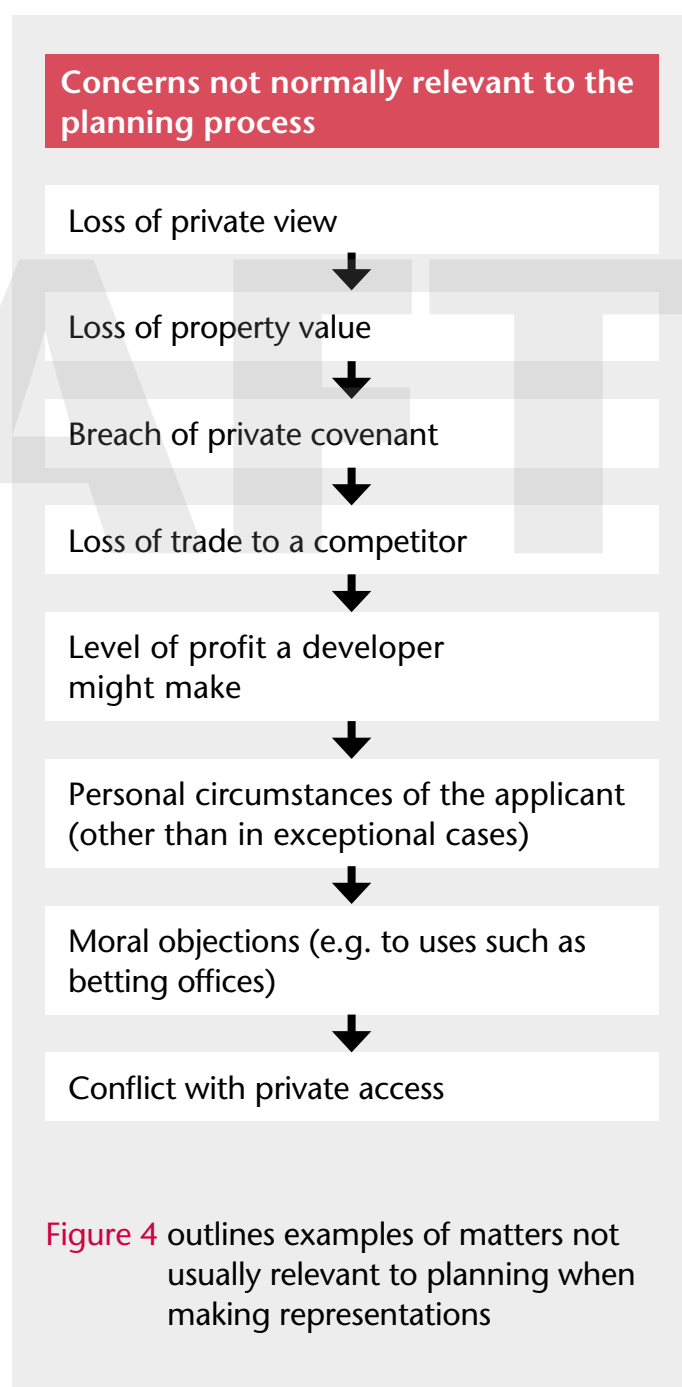 Concerns not normally relevant to the
planning process
Loss of private view
Loss of property value
Breach of private covenant
Loss of trade to a competitor
Level of profit a developer
might make
Personal circumstances of the applicant
(other than in exceptional cases)
Moral objections (e.g. to uses such as
betting offices)
Conflict with private access
Figure 4 outlines examples of matters not
usually relevant to planning when
making representations
AFT